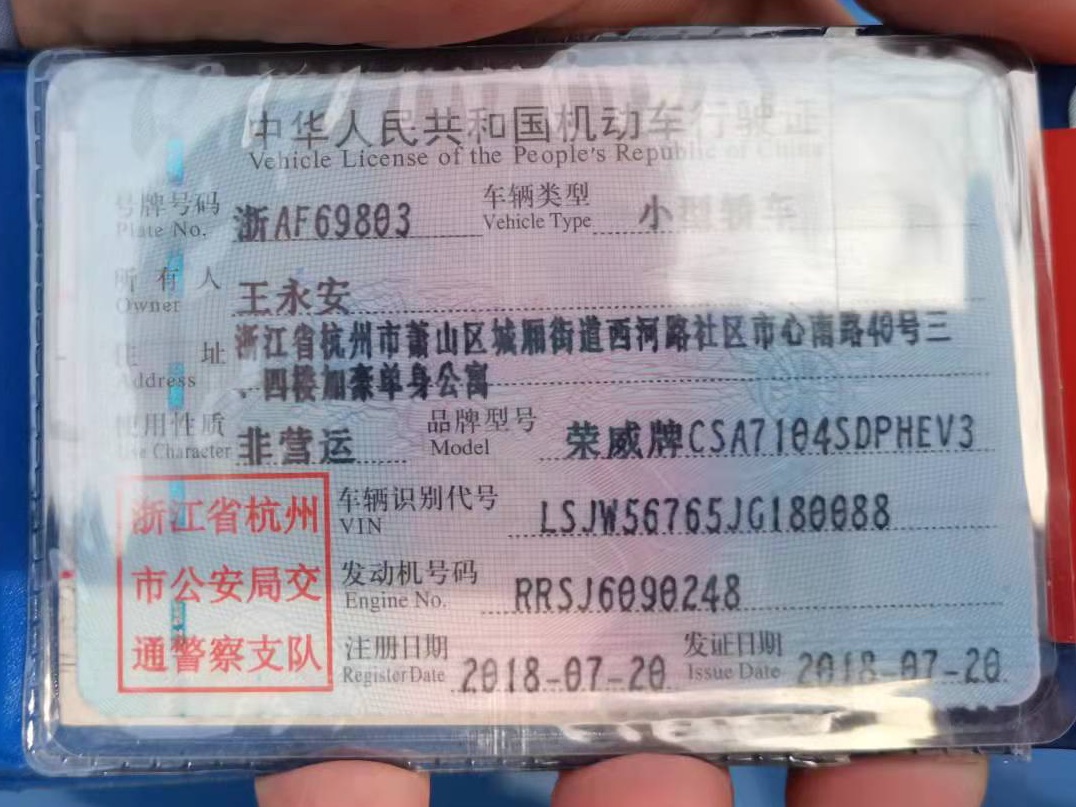 中华人民共和国机动车行驶证
Vehicle License of the People's Republic of China
号牌号码 浙AF69803 车辆类型 小型轿车
Plate No. Vehicle Type
所有人 王永安
Owner
住址 浙江省杭州市萧山区城厢街道西河路社区市心南路40号三
Address 、四楼加豪单身公寓
使用性质 非营运 品牌型号 荣威牌CSA7104SDPHEV3
Use Character Model
浙江省杭州 车辆识别代号 LSJW56765JG180088
VIN
市公安局交 发动机号码 RRSJ6090248
Engine No.
通警察支队 注册日期 2018-07-20 发证日期 2018-07-20
Register Date Issue Date